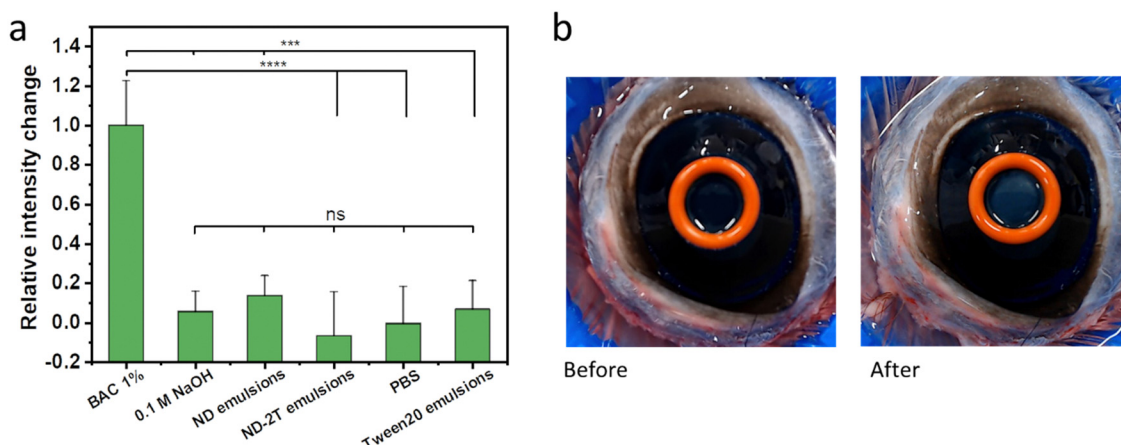 a
b
Relative intensity change
1.4
1.2
1.0
0.8
0.6
0.4
0.2
0.0
-0.2
***
****
ns
BAC 1%
0.1 M NaOH
ND emulsions
ND-2T emulsions
PBS
Tween20 emulsions
Before
After